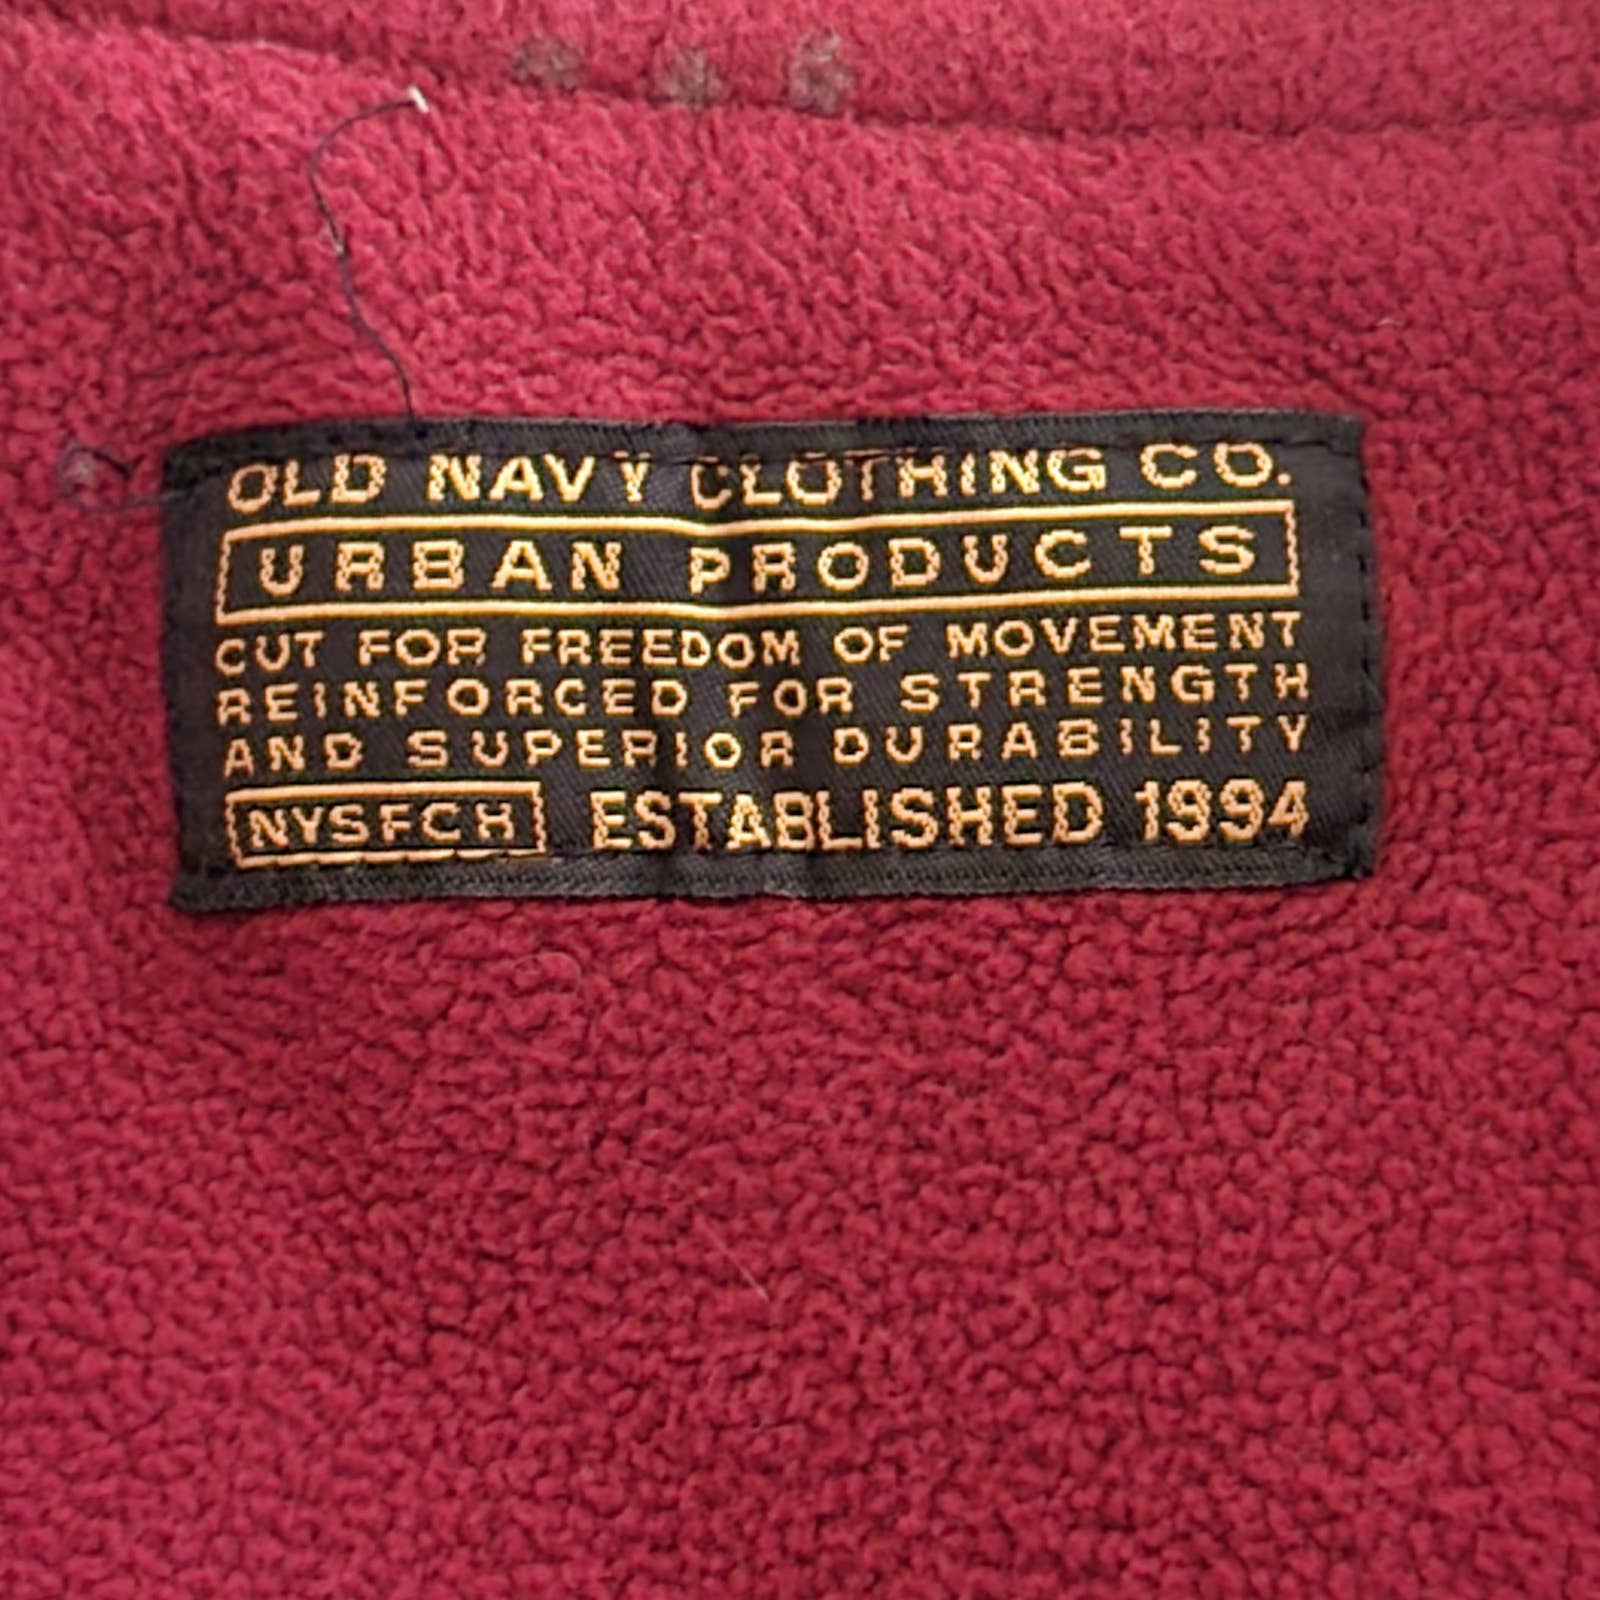 OLD NAVY CLOTHING CO.
URBAN PRODUCTS
CUT FOR FREEDOM OF MOVEMENT
REINFORCED FOR STRENGTH
AND SUPERIOR DURABILITY
NYSFCH ESTABLISHED 1994